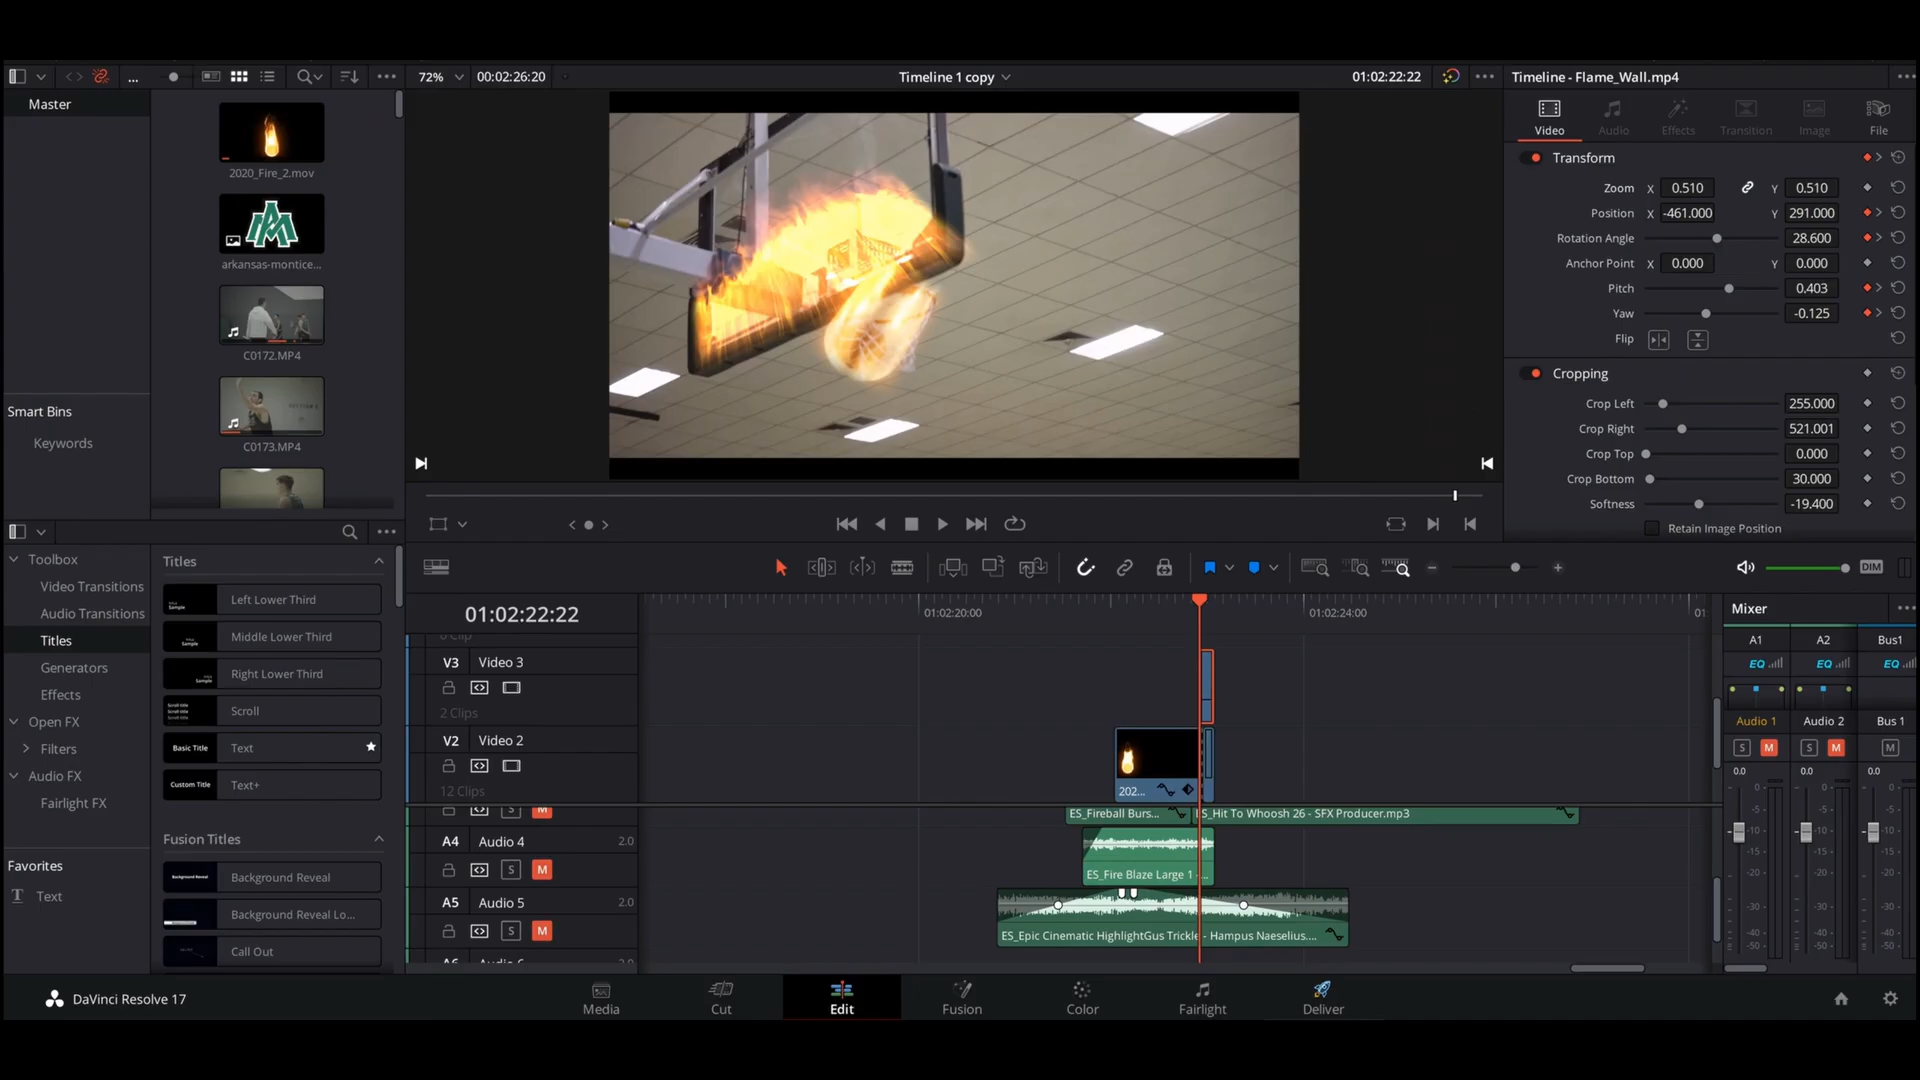 72%
00:02:26:20
Timeline 1 copy
01:02:22:22
Timeline - Flame_Wall.mp4
Master
2020_Fire_2.mov
arkansas-montice...
C0172.MP4
C0173.MP4
Smart Bins
Keywords
Video
Audio
Effects
Transition
Image
File
Transform
Zoom X 0.510 Y 0.510
Position X -461.000 Y 291.000
Rotation Angle 28.600
Anchor Point X 0.000 Y 0.000
Pitch 0.403
Yaw -0.125
Flip
Cropping
Crop Left 255.000
Crop Right 521.001
Crop Top 0.000
Crop Bottom 30.000
Softness -19.400
Retain Image Position
Toolbox
Video Transitions
Audio Transitions
Titles
Generators
Effects
Open FX
Filters
Audio FX
Fairlight FX
Favorites
Text
Titles
Left Lower Third
Middle Lower Third
Right Lower Third
Scroll
Basic Title Text
Custom Title Text+
Fusion Titles
Background Reveal
Background Reveal Lo...
Call Out
DIM
01:02:22:22
01:02:20:00
01:02:24:00
V3 Video 3
2 Clips
V2 Video 2
12 Clips
202...
S M
ES_Fireball Burs...
ES_Hit To Whoosh 26 - SFX Producer.mp3
A4 Audio 4 2.0
S M
ES_Fire Blaze Large 1 -...
A5 Audio 5 2.0
S M
ES_Epic Cinematic HighlightGus Trickle - Hampus Naeselius....
Mixer
A1 A2 Bus1
EQ EQ EQ
Audio 1 Audio 2 Bus 1
S M S M M
0.0 0.0 0.0
0 0 0
-5 -5 -5
-10 -10 -10
-15 -15 -15
-20 -20 -20
-30 -30 -30
-40 -40 -40
-50 -50 -50
DaVinci Resolve 17
Media
Cut
Edit
Fusion
Color
Fairlight
Deliver